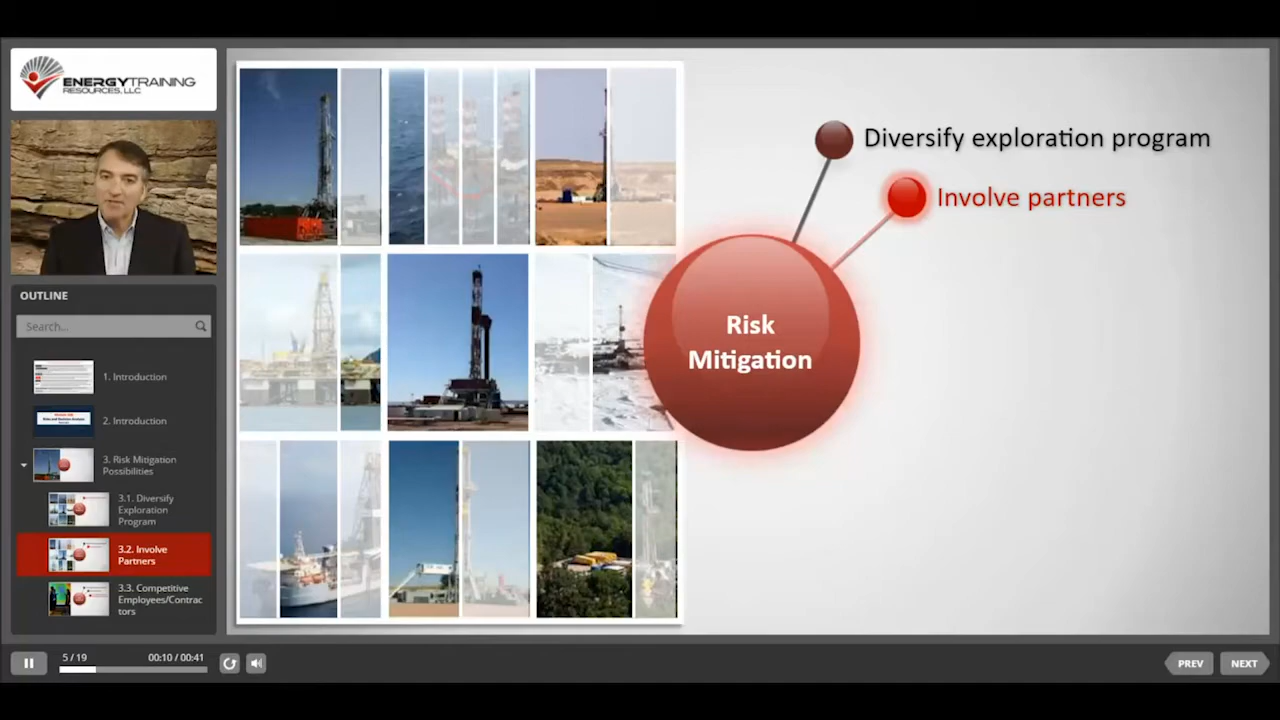 ENERGYTRAINING
RESOURCES, LLC
OUTLINE
Search...
1. Introduction
2. Introduction
3. Risk Mitigation
Possibilities
3.1. Diversify
Exploration
Program
3.2. Involve
Partners
3.3. Competitive
Employees/Contrac
tors
Diversify exploration program
Involve partners
Risk
Mitigation
5 / 19
00:10 / 00:41
PREV
NEXT